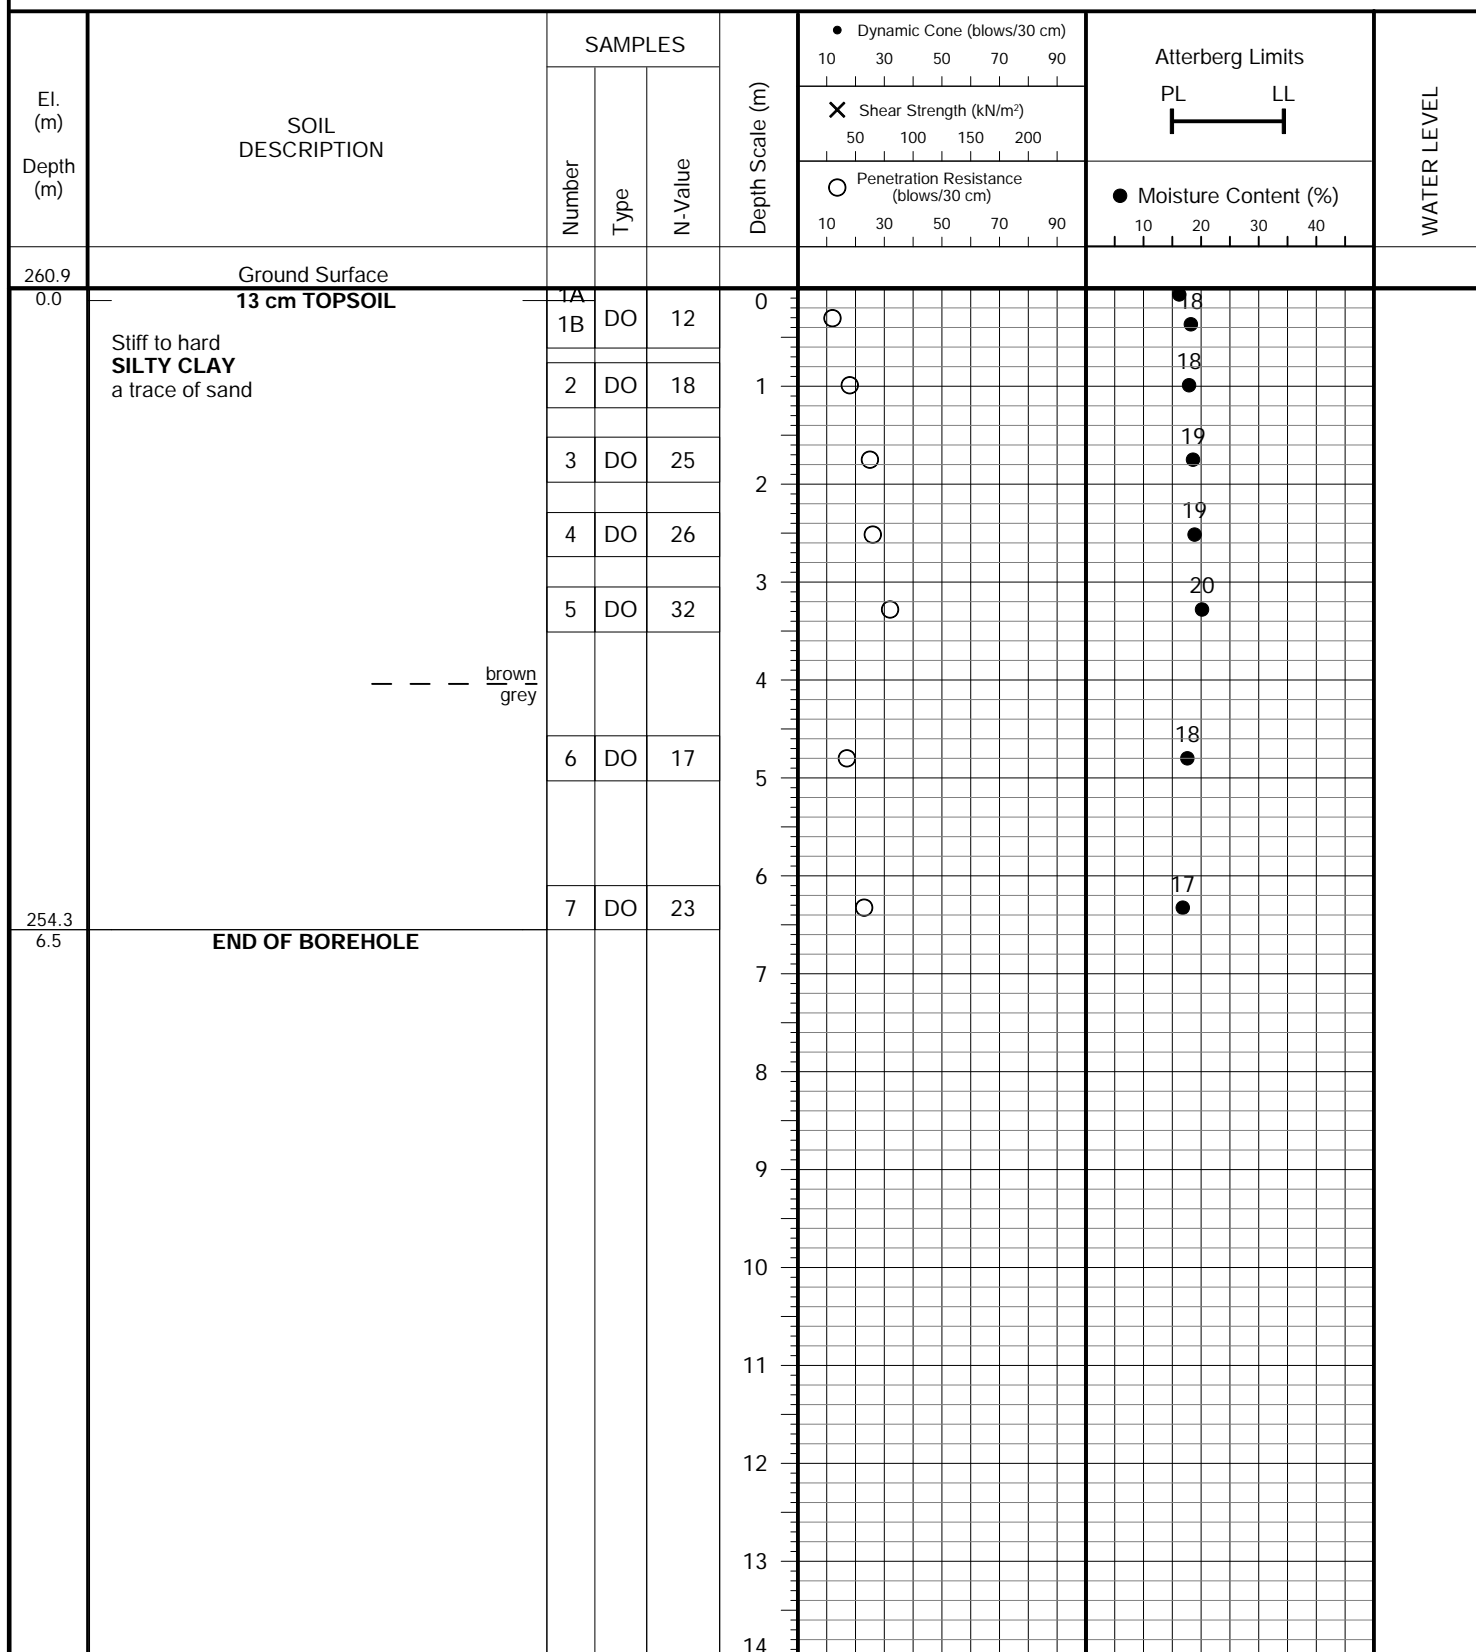 El.
(m)
Depth
(m)
SOIL
DESCRIPTION
SAMPLES
Number
Type
N-Value
Depth Scale (m)
Dynamic Cone (blows/30 cm)
10 30 50 70 90
Shear Strength (kN/m²)
50 100 150 200
Penetration Resistance
(blows/30 cm)
10 30 50 70 90
Atterberg Limits
PL LL
Moisture Content (%)
10 20 30 40
WATER LEVEL
260.9
Ground Surface
0.0
13 cm TOPSOIL
1A
0
18
1B DO 12
Stiff to hard
SILTY CLAY
a trace of sand
18
2 DO 18
1
19
3 DO 25
2
19
4 DO 26
3
20
5 DO 32
brown
grey
4
18
6 DO 17
5
6
17
7 DO 23
254.3
6.5
END OF BOREHOLE
7
8
9
10
11
12
13
14